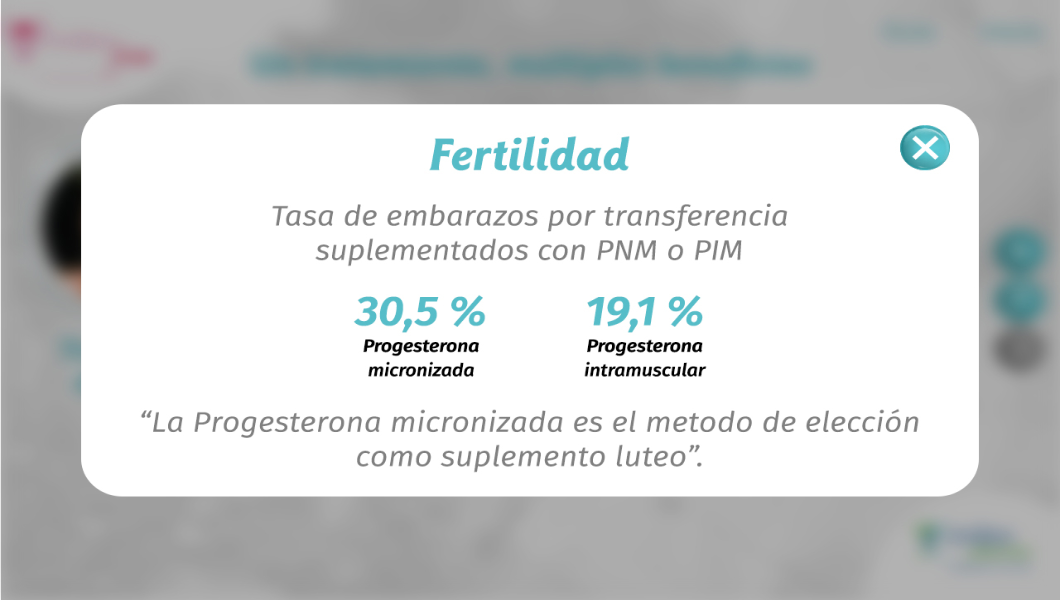 Fertilidad
Tasa de embarazos por transferencia
suplementados con PNM o PIM
30,5 %
19,1 %
Progesterona
micronizada
Progesterona
intramuscular
“La Progesterona micronizada es el metodo de elección
como suplemento luteo”.